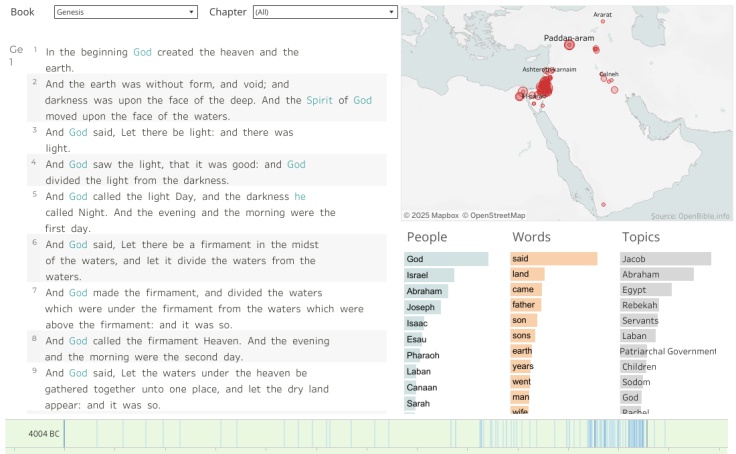 Book Genesis Chapter (All)
Ge
1
1 In the beginning God created the heaven and the
earth.
2 And the earth was without form, and void; and
darkness was upon the face of the deep. And the Spirit of God
moved upon the face of the waters.
3 And God said, Let there be light: and there was
light.
4 And God saw the light, that it was good: and God
divided the light from the darkness.
5 And God called the light Day, and the darkness he
called Night. And the evening and the morning were the
first day.
6 And God said, Let there be a firmament in the midst
of the waters, and let it divide the waters from the
waters.
7 And God made the firmament, and divided the waters
which were under the firmament from the waters which were
above the firmament: and it was so.
8 And God called the firmament Heaven. And the evening
and the morning were the second day.
9 And God said, Let the waters under the heaven be
gathered together unto one place, and let the dry land
appear: and it was so.
Ararat
Paddan-aram
Ashteroth-karnaim
Calneh
© 2025 Mapbox © OpenStreetMap
Source: OpenBible.info
People
God
Israel
Abraham
Joseph
Isaac
Esau
Pharaoh
Laban
Canaan
Sarah
Words
said
land
came
father
son
sons
earth
years
went
man
wife
Topics
Jacob
Abraham
Egypt
Rebekah
Servants
Laban
Patriarchal Government
Children
Sodom
God
Rachel
4004 BC